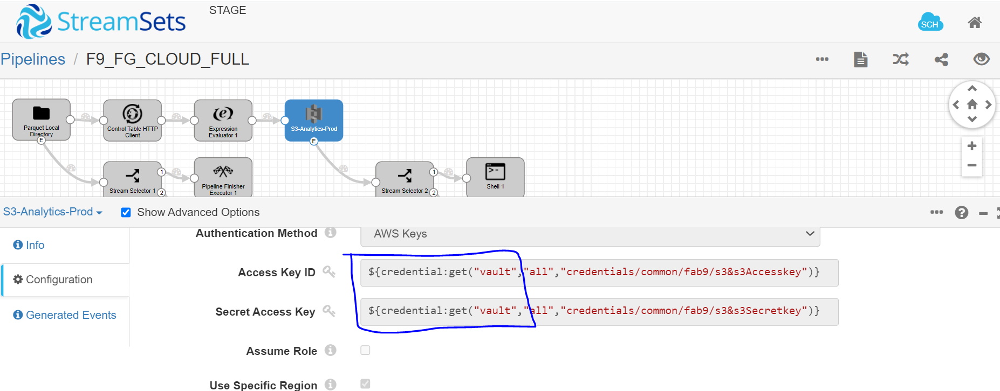 StreamSets
STAGE
SCH
Pipelines / F9_FG_CLOUD_FULL
Parquet Local
Directory
E
Control Table HTTP
Client
Expression
Evaluator 1
S3-Analytics-Prod
E
Stream Selector 1
1
2
Pipeline Finisher
Executor 1
Stream Selector 2
1
2
>-
Shell 1
S3-Analytics-Prod
Show Advanced Options
Info
Configuration
Generated Events
Authentication Method
AWS Keys
Access Key ID
${credential:get("vault","all","credentials/common/fab9/s3&s3Accesskey")}
Secret Access Key
${credential:get("vault","all","credentials/common/fab9/s3&s3Secretkey")}
Assume Role
Use Specific Region